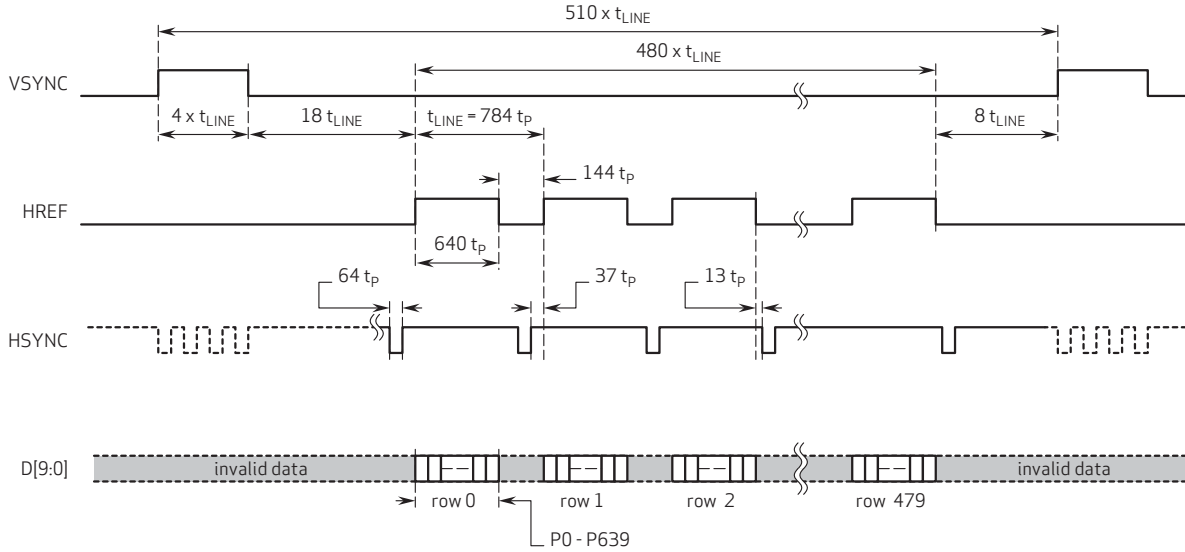 510 x tLINE
480 x tLINE
VSYNC
4 x tLINE
18 tLINE
tLINE = 784 tP
8 tLINE
144 tP
HREF
640 tP
64 tP
37 tP
13 tP
HSYNC
D[9:0]
invalid data
invalid data
row 0
row 1
row 2
row 479
P0 - P639